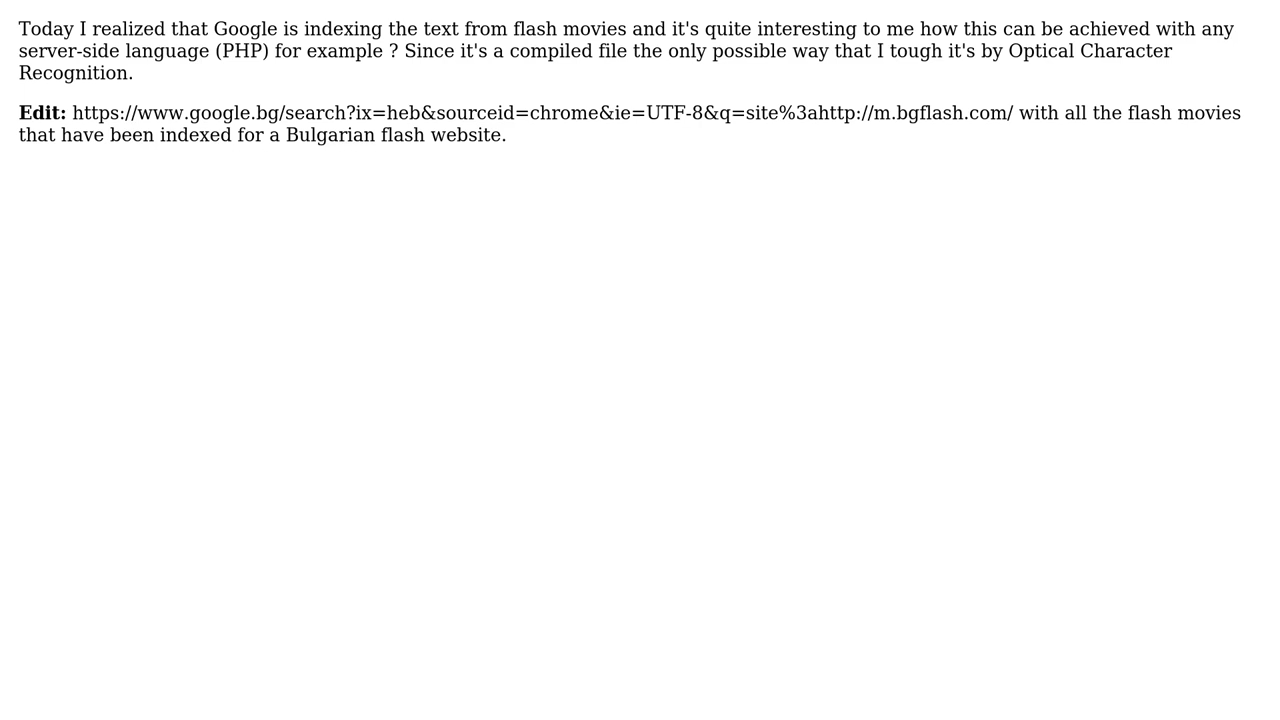 Today I realized that Google is indexing the text from flash movies and it's quite interesting to me how this can be achieved with any
server-side language (PHP) for example ? Since it's a compiled file the only possible way that I tough it's by Optical Character
Recognition.
Edit: https://www.google.bg/search?ix=heb&sourceid=chrome&ie=UTF-8&q=site%3ahttp://m.bgflash.com/ with all the flash movies
that have been indexed for a Bulgarian flash website.